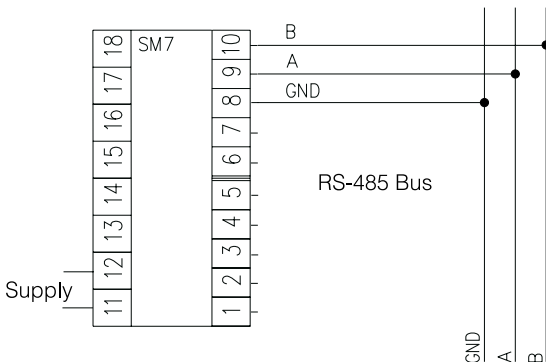 B
18 SM7 10
A
17 9
GND
16 8
15 7
6
14 RS-485 Bus
5
13 4
12 3
Supply 2
11 1
GND A B